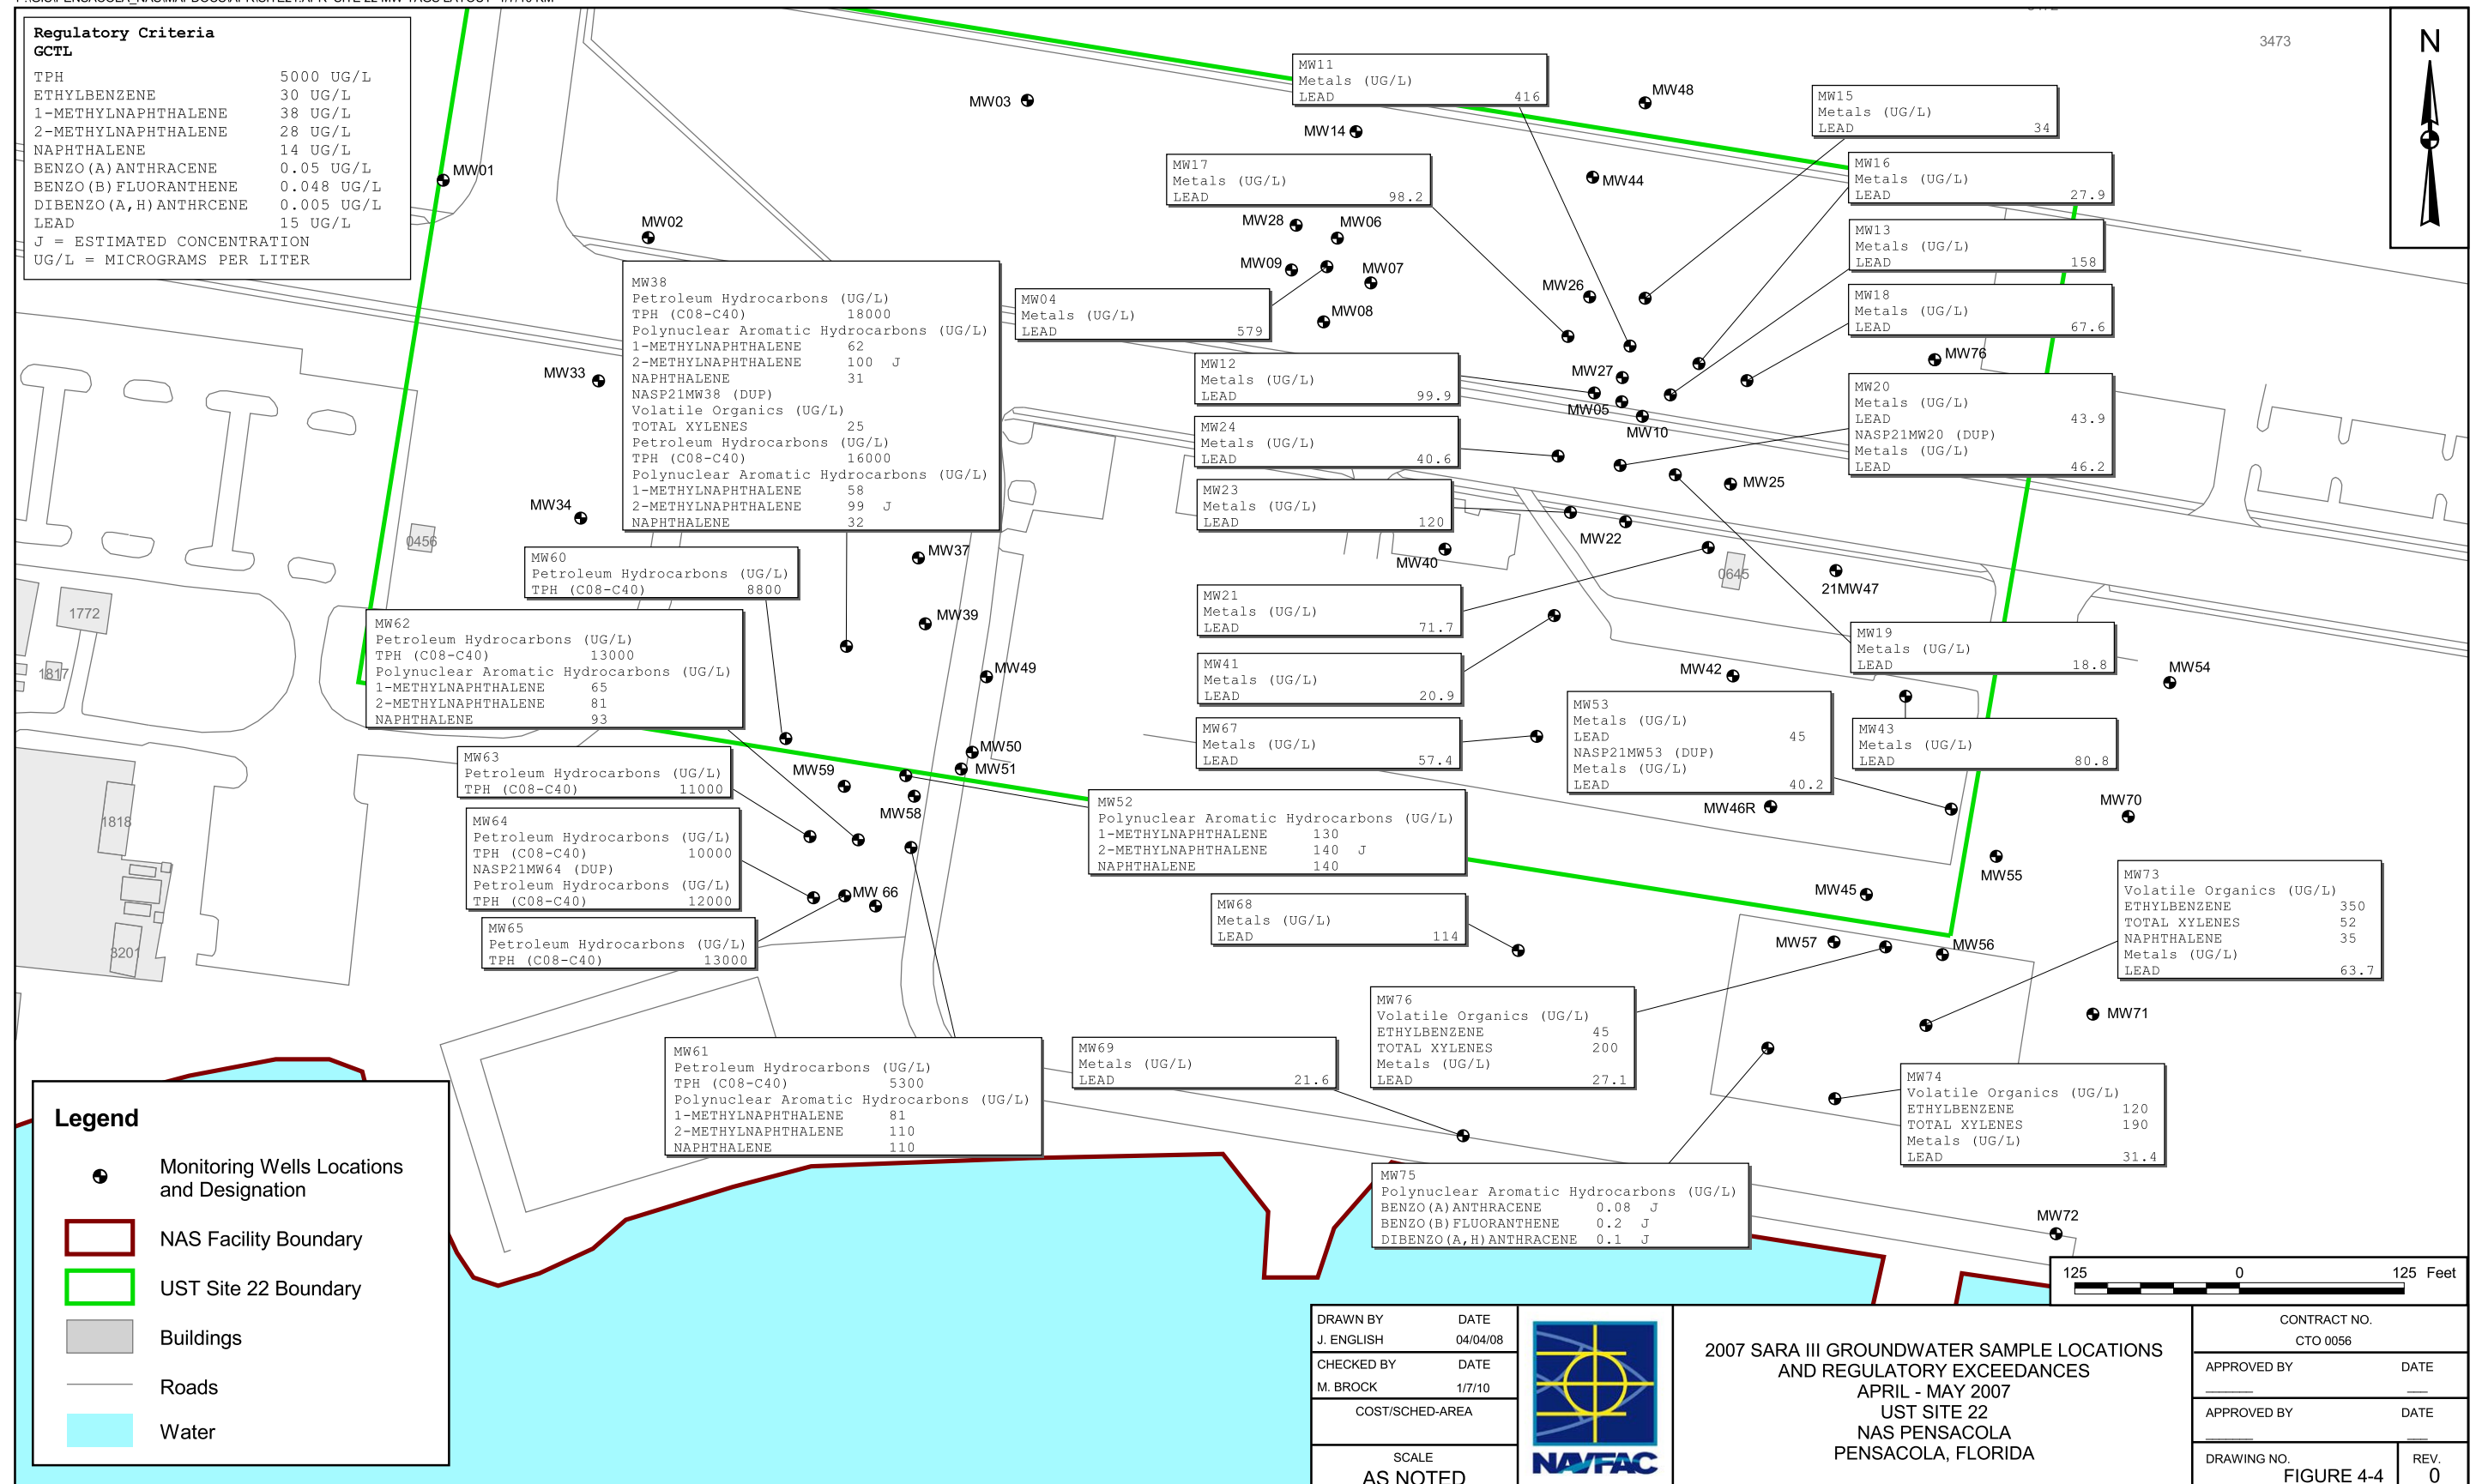 Regulatory Criteria
GCTL
TPH 5000 UG/L
ETHYLBENZENE 30 UG/L
1-METHYLNAPHTHALENE 38 UG/L
2-METHYLNAPHTHALENE 28 UG/L
NAPHTHALENE 14 UG/L
BENZO(A)ANTHRACENE 0.05 UG/L
BENZO(B)FLUORANTHENE 0.048 UG/L
DIBENZO(A,H)ANTHRCENE 0.005 UG/L
LEAD 15 UG/L
J = ESTIMATED CONCENTRATION
UG/L = MICROGRAMS PER LITER
3473
N
MW01
MW02
MW03
MW11
Metals (UG/L)
LEAD 416
MW48
MW14
MW15
Metals (UG/L)
LEAD 34
MW17
Metals (UG/L)
LEAD 98.2
MW44
MW16
Metals (UG/L)
LEAD 27.9
MW28
MW06
MW13
Metals (UG/L)
LEAD 158
MW09
MW07
MW26
MW08
MW04
Metals (UG/L)
LEAD 579
MW18
Metals (UG/L)
LEAD 67.6
MW38
Petroleum Hydrocarbons (UG/L)
TPH (C08-C40) 18000
Polynuclear Aromatic Hydrocarbons (UG/L)
1-METHYLNAPHTHALENE 62
2-METHYLNAPHTHALENE 100 J
NAPHTHALENE 31
NASP21MW38 (DUP)
Volatile Organics (UG/L)
TOTAL XYLENES 25
Petroleum Hydrocarbons (UG/L)
TPH (C08-C40) 16000
Polynuclear Aromatic Hydrocarbons (UG/L)
1-METHYLNAPHTHALENE 58
2-METHYLNAPHTHALENE 99 J
NAPHTHALENE 32
MW33
MW34
MW12
Metals (UG/L)
LEAD 99.9
MW27
MW05
MW10
MW76
MW20
Metals (UG/L)
LEAD 43.9
NASP21MW20 (DUP)
Metals (UG/L)
LEAD 46.2
MW24
Metals (UG/L)
LEAD 40.6
MW25
MW23
Metals (UG/L)
LEAD 120
MW22
MW40
0456
1772
1817
MW37
MW39
MW49
0645
21MW47
MW60
Petroleum Hydrocarbons (UG/L)
TPH (C08-C40) 8800
MW21
Metals (UG/L)
LEAD 71.7
MW62
Petroleum Hydrocarbons (UG/L)
TPH (C08-C40) 13000
Polynuclear Aromatic Hydrocarbons (UG/L)
1-METHYLNAPHTHALENE 65
2-METHYLNAPHTHALENE 81
NAPHTHALENE 93
MW41
Metals (UG/L)
LEAD 20.9
MW19
Metals (UG/L)
LEAD 18.8
MW42
MW54
MW67
Metals (UG/L)
LEAD 57.4
MW53
Metals (UG/L)
LEAD 45
NASP21MW53 (DUP)
Metals (UG/L)
LEAD 40.2
MW43
Metals (UG/L)
LEAD 80.8
MW63
Petroleum Hydrocarbons (UG/L)
TPH (C08-C40) 11000
MW50
MW51
MW59
MW58
MW52
Polynuclear Aromatic Hydrocarbons (UG/L)
1-METHYLNAPHTHALENE 130
2-METHYLNAPHTHALENE 140 J
NAPHTHALENE 140
MW46R
MW70
MW55
MW45
1818
3201
MW64
Petroleum Hydrocarbons (UG/L)
TPH (C08-C40) 10000
NASP21MW64 (DUP)
Petroleum Hydrocarbons (UG/L)
TPH (C08-C40) 12000
MW 66
MW65
Petroleum Hydrocarbons (UG/L)
TPH (C08-C40) 13000
MW68
Metals (UG/L)
LEAD 114
MW57
MW56
MW73
Volatile Organics (UG/L)
ETHYLBENZENE 350
TOTAL XYLENES 52
NAPHTHALENE 35
Metals (UG/L)
LEAD 63.7
MW71
MW76
Volatile Organics (UG/L)
ETHYLBENZENE 45
TOTAL XYLENES 200
Metals (UG/L)
LEAD 27.1
MW61
Petroleum Hydrocarbons (UG/L)
TPH (C08-C40) 5300
Polynuclear Aromatic Hydrocarbons (UG/L)
1-METHYLNAPHTHALENE 81
2-METHYLNAPHTHALENE 110
NAPHTHALENE 110
MW69
Metals (UG/L)
LEAD 21.6
MW74
Volatile Organics (UG/L)
ETHYLBENZENE 120
TOTAL XYLENES 190
Metals (UG/L)
LEAD 31.4
MW75
Polynuclear Aromatic Hydrocarbons (UG/L)
BENZO(A)ANTHRACENE 0.08 J
BENZO(B)FLUORANTHENE 0.2 J
DIBENZO(A,H)ANTHRACENE 0.1 J
MW72
Legend
Monitoring Wells Locations
and Designation
NAS Facility Boundary
UST Site 22 Boundary
Buildings
Roads
Water
125 0 125 Feet
DRAWN BY DATE
J. ENGLISH 04/04/08
CHECKED BY DATE
M. BROCK 1/7/10
COST/SCHED-AREA
SCALE
AS NOTED
NAVFAC
2007 SARA III GROUNDWATER SAMPLE LOCATIONS
AND REGULATORY EXCEEDANCES
APRIL - MAY 2007
UST SITE 22
NAS PENSACOLA
PENSACOLA, FLORIDA
CONTRACT NO.
CTO 0056
APPROVED BY DATE
APPROVED BY DATE
DRAWING NO. REV.
FIGURE 4-4 0